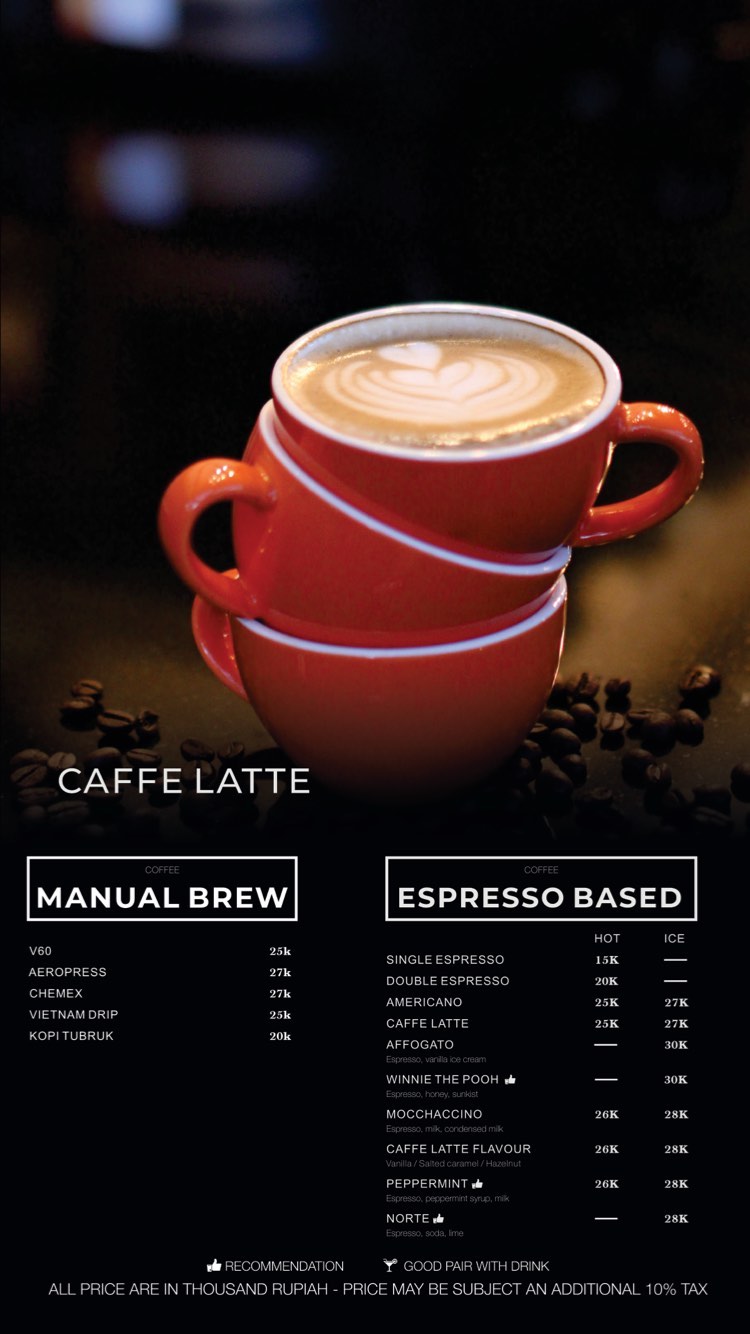 CAFFE LATTE
COFFEE
MANUAL BREW
V60 25k
AEROPRESS 27k
CHEMEX 27k
VIETNAM DRIP 25k
KOPI TUBRUK 20k
COFFEE
ESPRESSO BASED
HOT ICE
SINGLE ESPRESSO 15K —
DOUBLE ESPRESSO 20K —
AMERICANO 25K 27K
CAFFE LATTE 25K 27K
AFFOGATO — 30K
Espresso, vanilla ice cream
WINNIE THE POOH — 30K
Espresso, honey, sunkist
MOCCHACCINO 26K 28K
Espresso, milk, condensed milk
CAFFE LATTE FLAVOUR 26K 28K
Vanilla / Salted caramel / Hazelnut
PEPPERMINT 26K 28K
Espresso, peppermint syrup, milk
NORTE — 28K
Espresso, soda, lime
RECOMMENDATION GOOD PAIR WITH DRINK
ALL PRICE ARE IN THOUSAND RUPIAH - PRICE MAY BE SUBJECT AN ADDITIONAL 10% TAX